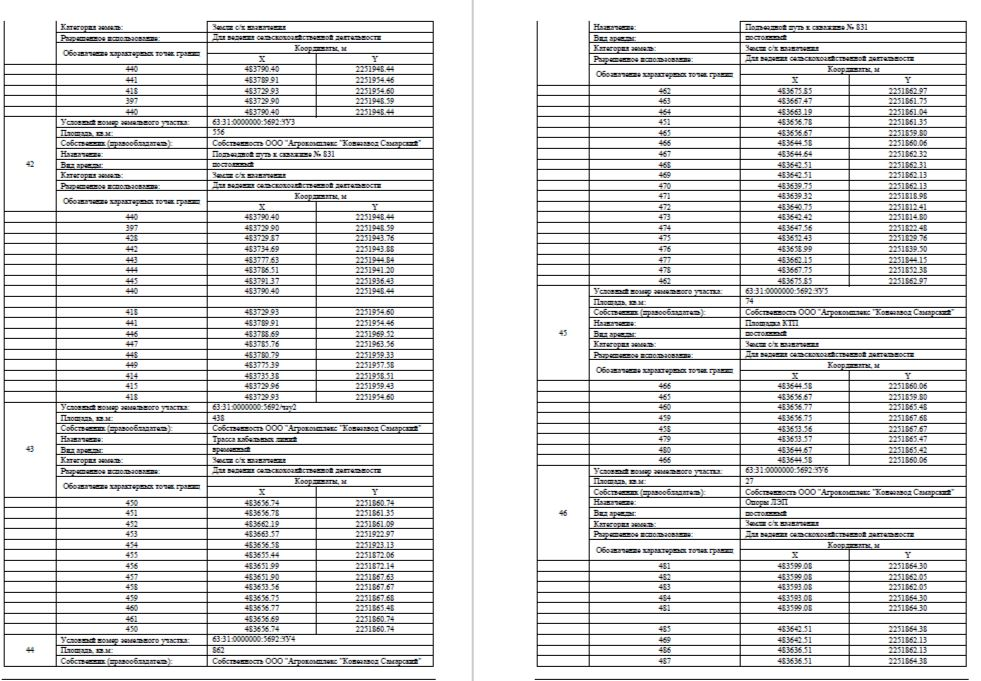 Категория земель: Земли с/х назначения
Разрешенное использование: Для ведения сельскохозяйственной деятельности
Обозначение характерных точек границ Координаты, м
X Y
440 483790.40 2251948.44
441 483789.91 2251954.46
418 483729.93 2251954.60
397 483729.90 2251948.59
440 483790.40 2251948.44
42
Условный номер земельного участка: 63:31:0000000:5692:ЗУ3
Площадь, кв.м: 556
Собственник (правообладатель): Собственность ООО "Агрокомплекс "Конезавод Самарский"
Назначение: Подъездной путь к скважине № 831
Вид аренды: постоянный
Категория земель: Земли с/х назначения
Разрешенное использование: Для ведения сельскохозяйственной деятельности
Обозначение характерных точек границ Координаты, м
X Y
440 483790.40 2251948.44
397 483729.90 2251948.59
428 483729.87 2251943.76
442 483734.69 2251943.88
443 483777.63 2251944.84
444 483786.51 2251941.20
445 483791.37 2251936.43
440 483790.40 2251948.44
418 483729.93 2251954.60
441 483789.91 2251954.46
446 483788.69 2251969.52
447 483785.76 2251963.56
448 483780.79 2251959.33
449 483775.39 2251957.58
414 483735.38 2251958.51
415 483729.96 2251959.43
418 483729.93 2251954.60
43
Условный номер земельного участка: 63:31:0000000:5692/чзу2
Площадь, кв.м: 438
Собственник (правообладатель): Собственность ООО "Агрокомплекс "Конезавод Самарский"
Назначение: Трасса кабельных линий
Вид аренды: временный
Категория земель: Земли с/х назначения
Разрешенное использование: Для ведения сельскохозяйственной деятельности
Обозначение характерных точек границ Координаты, м
X Y
450 483656.74 2251860.74
451 483656.78 2251861.35
452 483662.19 2251861.09
453 483663.57 2251922.97
454 483656.58 2251923.13
455 483655.44 2251872.06
456 483651.99 2251872.14
457 483651.90 2251867.63
458 483653.56 2251867.67
459 483656.75 2251867.68
460 483656.77 2251865.48
461 483656.69 2251860.74
450 483656.74 2251860.74
44
Условный номер земельного участка: 63:31:0000000:5692:ЗУ4
Площадь, кв.м: 862
Собственник (правообладатель): Собственность ООО "Агрокомплекс "Конезавод Самарский"
Назначение: Подъездной путь к скважине № 831
Вид аренды: постоянный
Категория земель: Земли с/х назначения
Разрешенное использование: Для ведения сельскохозяйственной деятельности
Обозначение характерных точек границ Координаты, м
X Y
462 483675.85 2251862.97
463 483667.47 2251861.75
464 483663.19 2251861.04
451 483656.78 2251861.35
465 483656.67 2251859.80
466 483644.58 2251860.06
467 483644.64 2251862.32
468 483642.51 2251862.31
469 483642.51 2251862.13
470 483639.75 2251862.13
471 483639.32 2251818.98
472 483640.75 2251812.41
473 483642.42 2251814.80
474 483647.56 2251822.48
475 483652.43 2251829.76
476 483658.99 2251839.50
477 483662.15 2251844.15
478 483667.75 2251852.38
462 483675.85 2251862.97
45
Условный номер земельного участка: 63:31:0000000:5692:ЗУ5
Площадь, кв.м: 74
Собственник (правообладатель): Собственность ООО "Агрокомплекс "Конезавод Самарский"
Назначение: Площадка КТП
Вид аренды: постоянный
Категория земель: Земли с/х назначения
Разрешенное использование: Для ведения сельскохозяйственной деятельности
Обозначение характерных точек границ Координаты, м
X Y
466 483644.58 2251860.06
465 483656.67 2251859.80
460 483656.77 2251865.48
459 483656.75 2251867.68
458 483653.56 2251867.67
479 483653.57 2251865.47
480 483644.67 2251865.42
466 483644.58 2251860.06
46
Условный номер земельного участка: 63:31:0000000:5692:ЗУ6
Площадь, кв.м: 27
Собственник (правообладатель): Собственность ООО "Агрокомплекс "Конезавод Самарский"
Назначение: Опоры ЛЭП
Вид аренды: постоянный
Категория земель: Земли с/х назначения
Разрешенное использование: Для ведения сельскохозяйственной деятельности
Обозначение характерных точек границ Координаты, м
X Y
481 483599.08 2251864.30
482 483599.08 2251862.05
483 483593.08 2251862.05
484 483593.08 2251864.30
481 483599.08 2251864.30
485 483642.51 2251864.38
469 483642.51 2251862.13
486 483636.51 2251862.13
487 483636.51 2251864.38